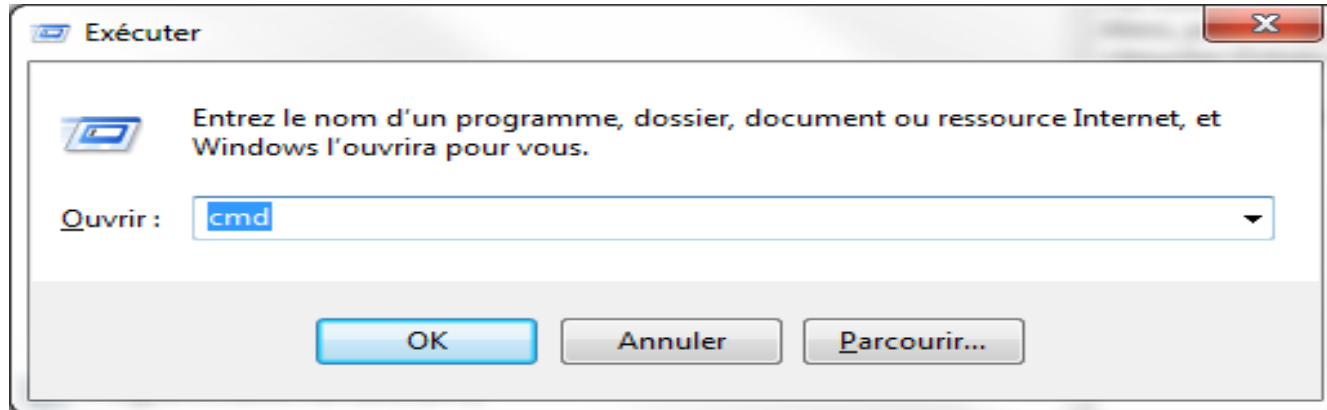 Exécuter
Entrez le nom d'un programme, dossier, document ou ressource Internet, et
Windows l'ouvrira pour vous.
Ouvrir : cmd
OK Annuler Parcourir...